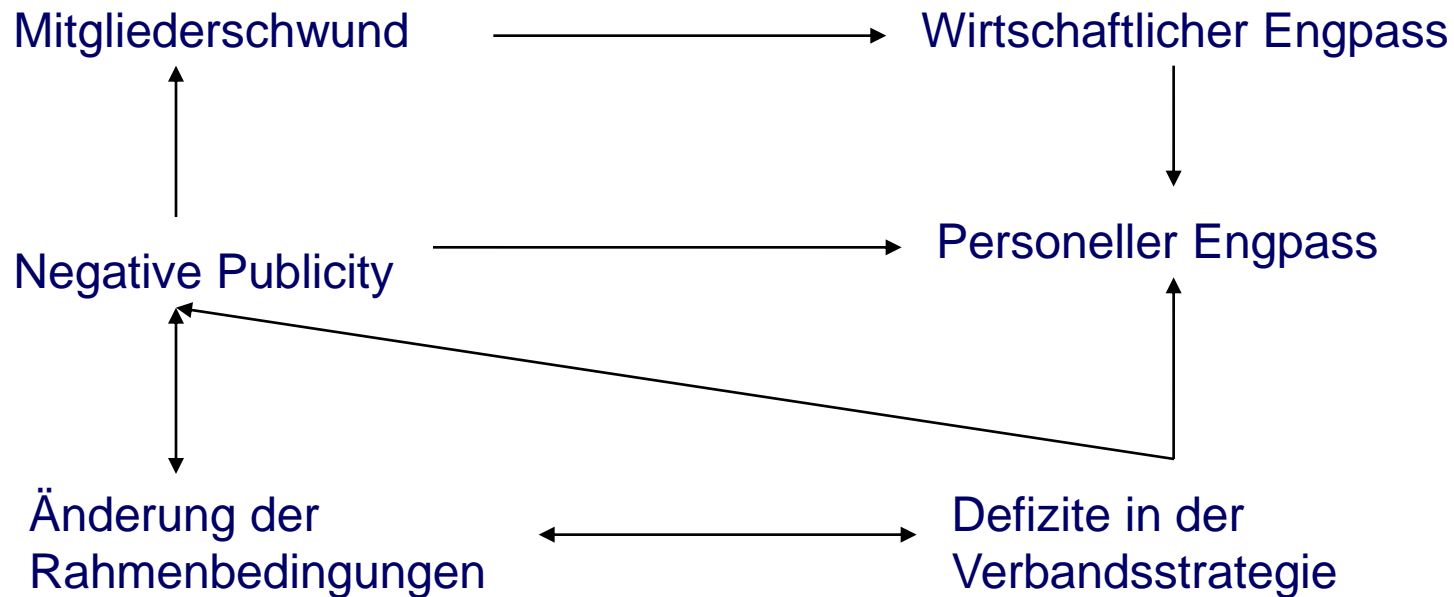 Mitgliederschwund
Wirtschaftlicher Engpass
Negative Publicity
Personeller Engpass
Änderung der
Rahmenbedingungen
Defizite in der
Verbandsstrategie